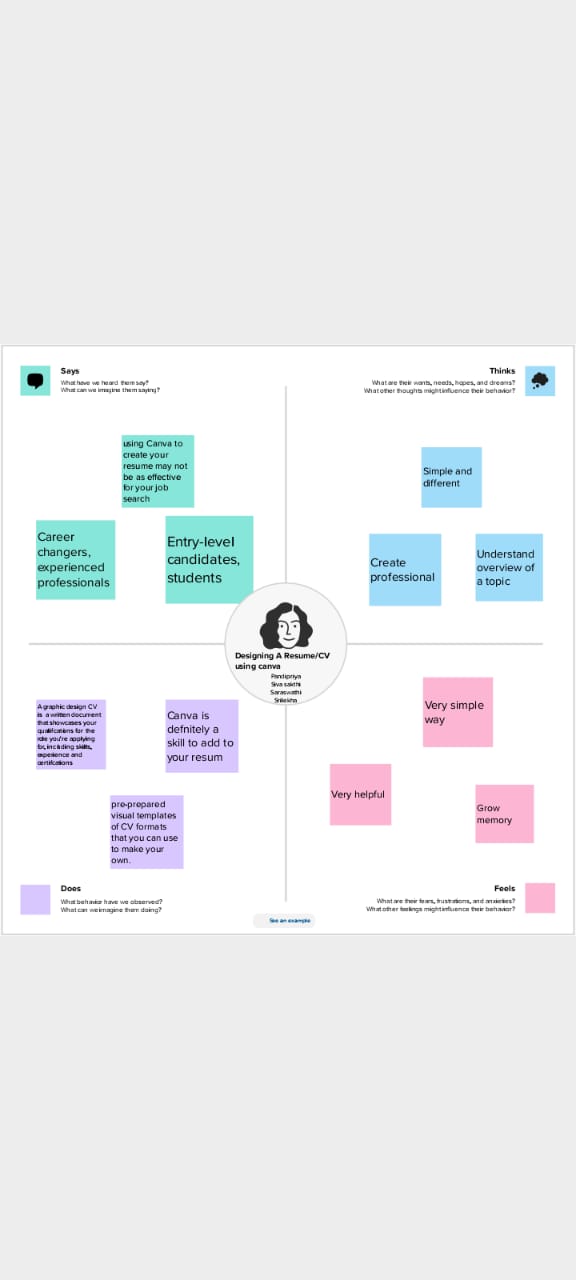 Says
What have we heard them say?
What can we imagine them saying?
Thinks
What are their wants, needs, hopes, and dreams?
What other thoughts might influence their behavior?
using Canva to
create your
resume may not
be as effective
for your job
search
Career
changers,
experienced
professionals
Entry-level
candidates,
students
Simple and
different
Create
professional
Understand
overview of
a topic
Designing A Resume/CV
using canva
Pandipriya
Siva sakthi
Saraswathi
Srilekha
A graphic design CV
is a written document
that showcases your
qualifications for the
role you're applying
for, including skills,
experience and
certifications
Canva is
defnitely a
skill to add to
your resum
pre-prepared
visual templates
of CV formats
that you can use
to make your
own.
Very simple
way
Very helpful
Grow
memory
Does
What behavior have we observed?
What can we imagine them doing?
Feels
What are their fears, frustrations, and anxieties?
What other feelings might influence their behavior?
See an example